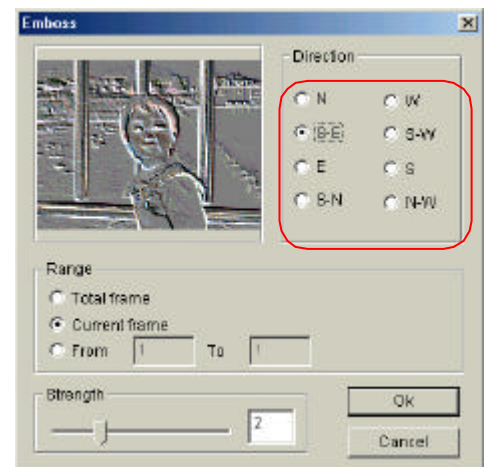 Emboss
Direction
N W
S-E S-W
E S
S-N N-W
Range
Total frame
Current frame
From 1 To 1
Strength
2
Ok
Cancel